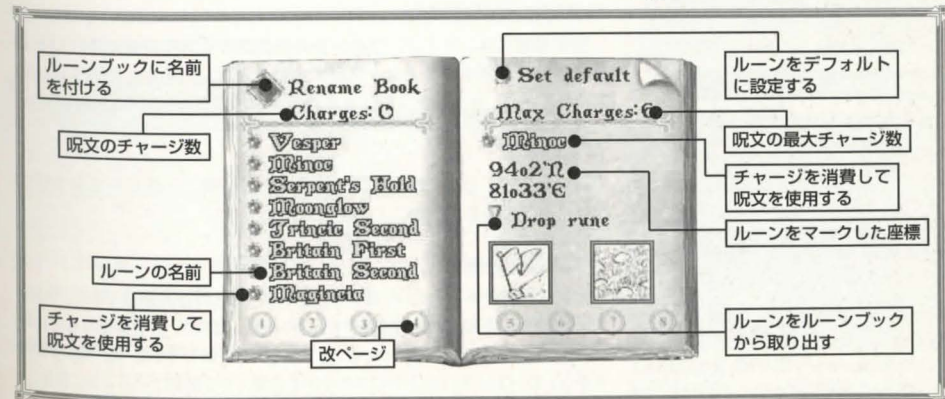 ルーンブックに名前
を付ける
呪文のチャージ数
ルーンの名前
チャージを消費して
呪文を使用する
改ページ
Rename Book
Charges: 0
Vesper
Minoc
Serpent's Hold
Moonglow
Trincic Second
Britain First
Britain Second
Magincia
1 2 3 4
Set default
Max Charges: 6
Minoc
94o2'N
81o33'E
Drop rune
5 6 7 8
ルーンをデフォルト
に設定する
呪文の最大チャージ数
チャージを消費して
呪文を使用する
ルーンをマークした座標
ルーンをルーンブック
から取り出す